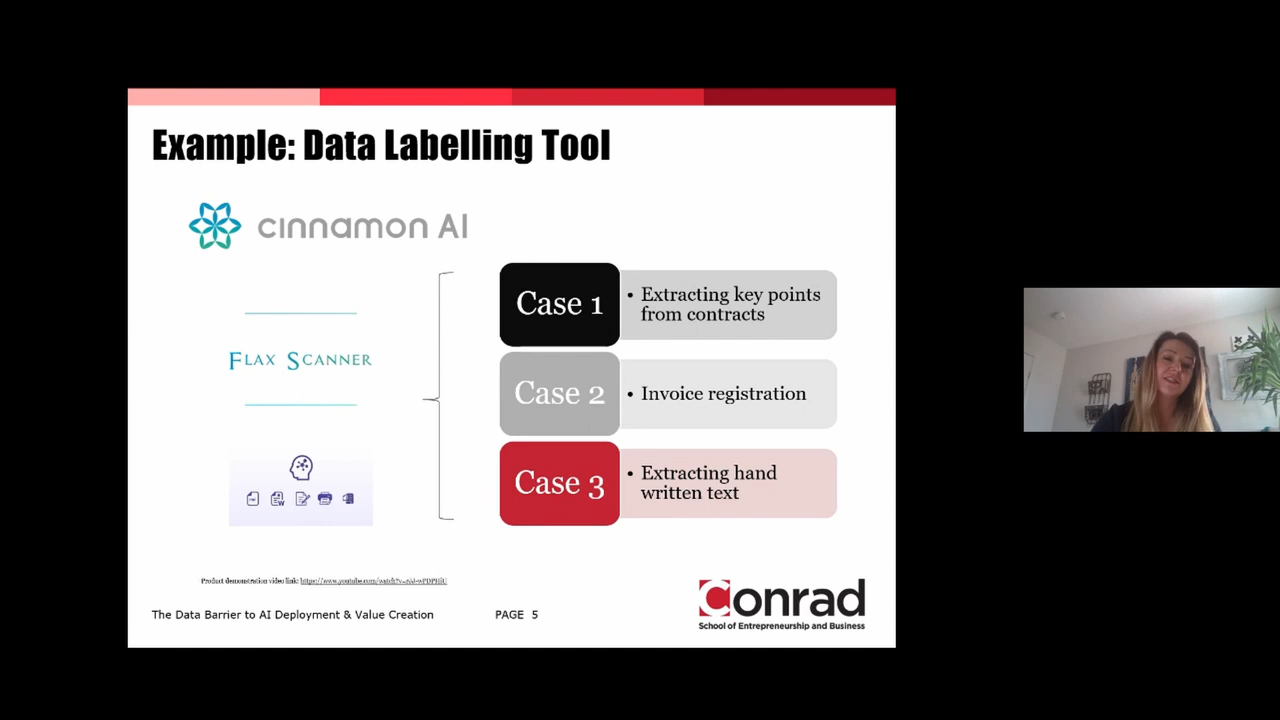 Example: Data Labelling Tool
cinnamon AI
FLAX SCANNER
Case 1
• Extracting key points
from contracts
Case 2
• Invoice registration
Case 3
• Extracting hand
written text
Product demonstration video link:
The Data Barrier to AI Deployment & Value Creation
PAGE 5
Conrad
School of Entrepreneurship and Business